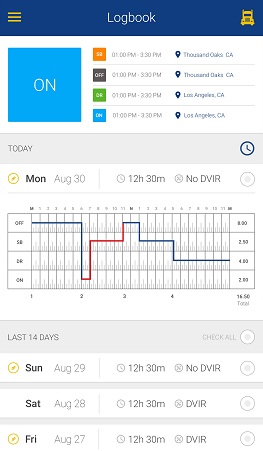 Logbook
ON
SB 01:00 PM - 3:30 PM Thousand Oaks CA
OFF 01:00 PM - 3:30 PM Thousand Oaks CA
DR 01:00 PM - 3:30 PM Los Angeles, CA
ON 01:00 PM - 3:30 PM Los Angeles, CA
TODAY
Mon Aug 30 12h 30m No DVIR
M 1 2 3 4 5 6 7 8 9 10 11 N 1 2 3 4 5 6 7 8 9 10 11 M
OFF 8.00
SB 2.50
DR 4.00
ON 2.00
1 2 3 4 16.50
Total
LAST 14 DAYS CHECK ALL
Sun Aug 29 12h 30m No DVIR
Sat Aug 28 12h 30m DVIR
Fri Aug 27 12h 30m DVIR